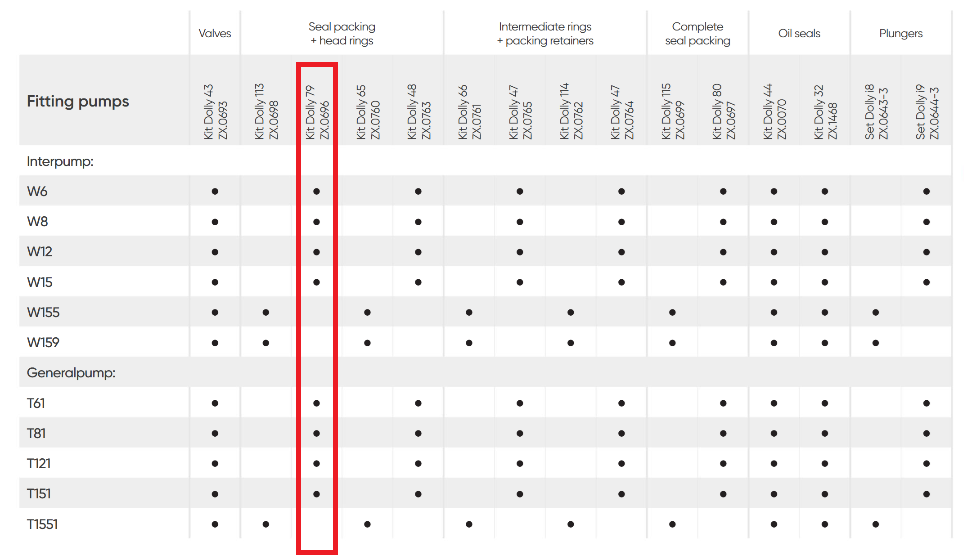 Valves
Seal packing
+ head rings
Intermediate rings
+ packing retainers
Complete
seal packing
Oil seals
Plungers
Fitting pumps
Kit Dolly 43
ZX.0693
Kit Dolly 113
ZX.0698
Kit Dolly 79
ZX.0696
Kit Dolly 65
ZX.0760
Kit Dolly 48
ZX.0763
Kit Dolly 66
ZX.0761
Kit Dolly 47
ZX.0765
Kit Dolly 114
ZX.0762
Kit Dolly 47
ZX.0764
Kit Dolly 115
ZX.0699
Kit Dolly 80
ZX.0697
Kit Dolly 44
ZX.0070
Kit Dolly 32
ZX.1468
Set Dolly I8
ZX.0643-3
Set Dolly I9
ZX.0644-3
Interpump:
W6
W8
W12
W15
W155
W159
Generalpump:
T61
T81
T121
T151
T1551